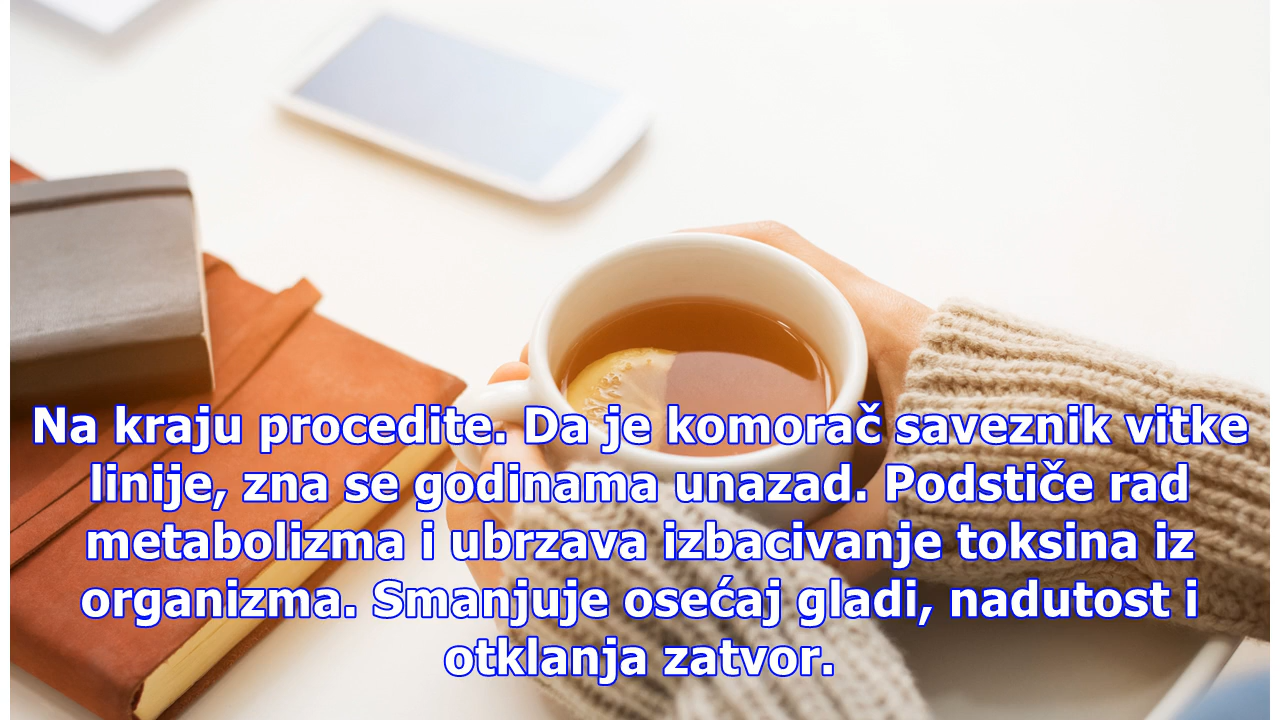 Na kraju procedite. Da je komorač saveznik vitke
linije, zna se godinama unazad. Podstiče rad
metabolizma i ubrzava izbacivanje toksina iz
organizma. Smanjuje osećaj gladi, nadutost i
otklanja zatvor.